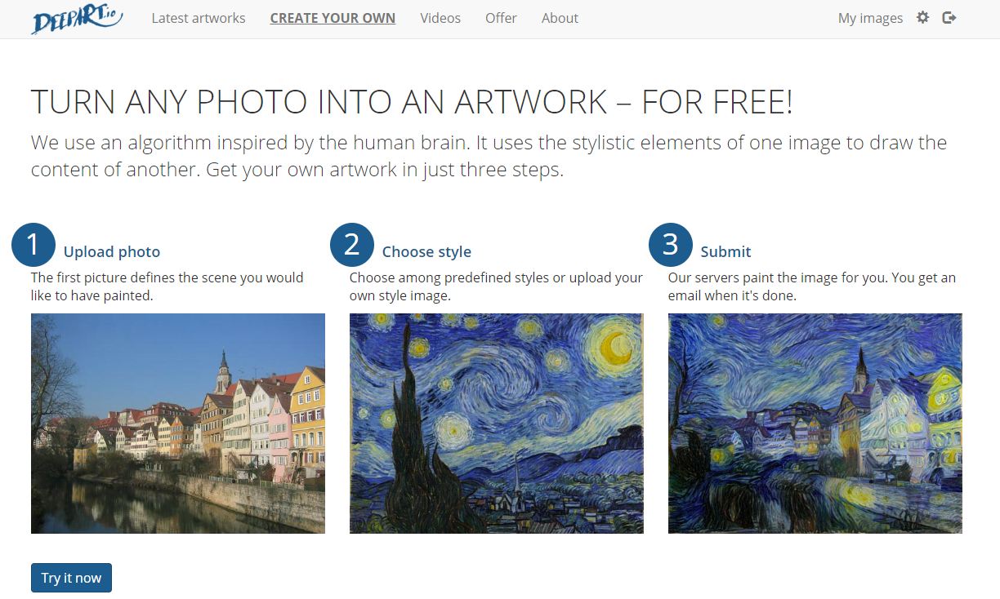 DEEPART.io
Latest artworks
CREATE YOUR OWN
Videos
Offer
About
My images
TURN ANY PHOTO INTO AN ARTWORK – FOR FREE!
We use an algorithm inspired by the human brain. It uses the stylistic elements of one image to draw the
content of another. Get your own artwork in just three steps.
1 Upload photo
The first picture defines the scene you would
like to have painted.
2 Choose style
Choose among predefined styles or upload your
own style image.
3 Submit
Our servers paint the image for you. You get an
email when it's done.
Try it now